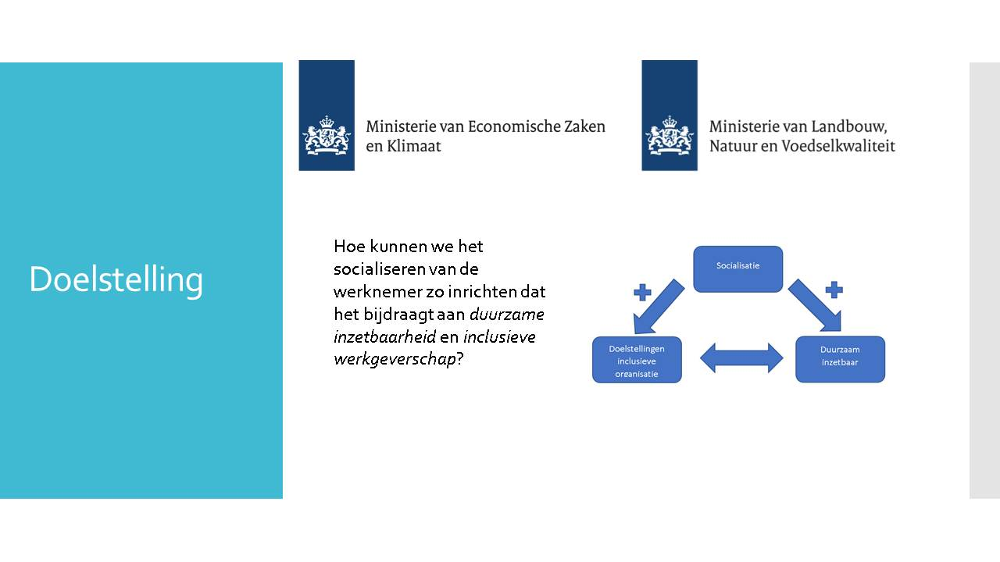 Doelstelling
Ministerie van Economische Zaken
en Klimaat
Ministerie van Landbouw,
Natuur en Voedselkwaliteit
Hoe kunnen we het
socialiseren van de
werknemer zo inrichten dat
het bijdraagt aan duurzame
inzetbaarheid en inclusieve
werkgeverschap?
Socialisatie
Doelstellingen
inclusieve
organisatie
Duurzaam
inzetbaar